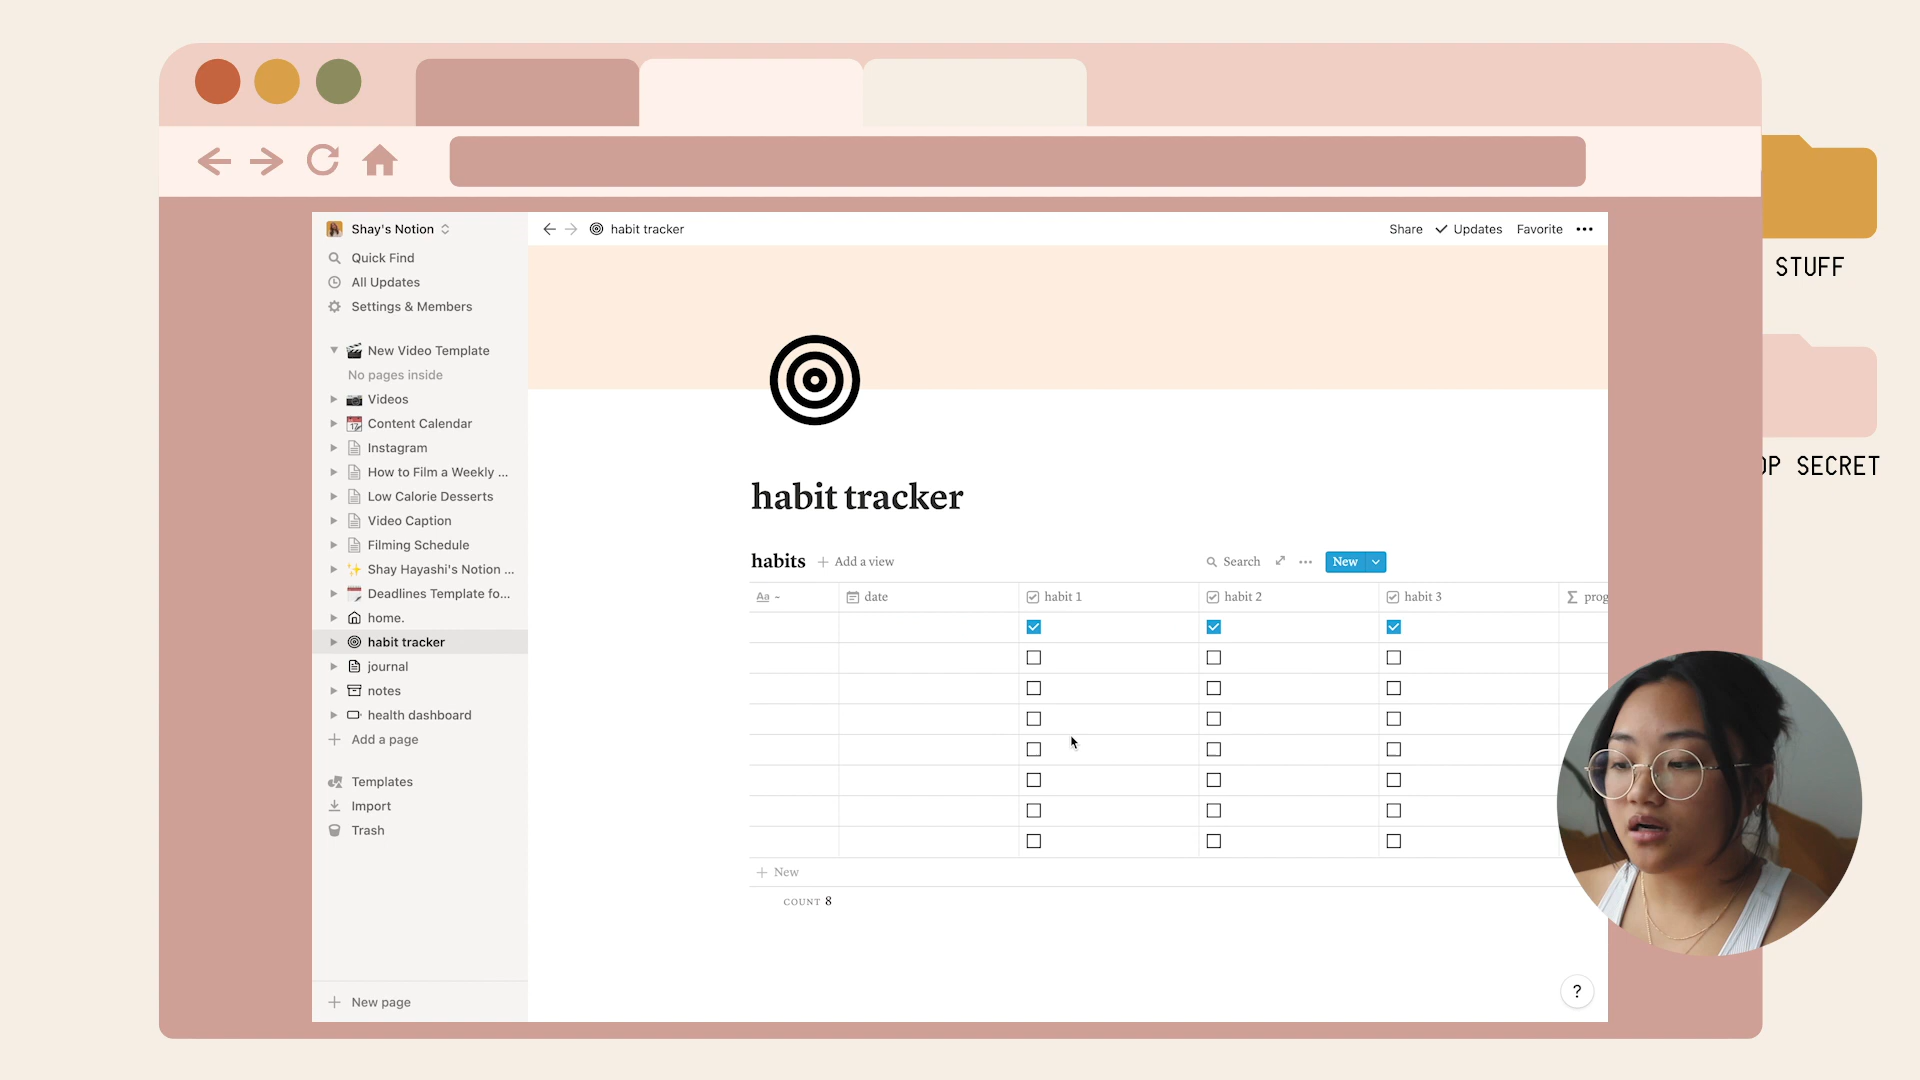 Shay's Notion
Quick Find
All Updates
Settings & Members
New Video Template
No pages inside
Videos
Content Calendar
Instagram
How to Film a Weekly ...
Low Calorie Desserts
Video Caption
Filming Schedule
Shay Hayashi's Notion ...
Deadlines Template fo...
home.
habit tracker
journal
notes
health dashboard
Add a page
Templates
Import
Trash
New page
habit tracker
Share Updates Favorite
habit tracker
habits Add a view Search New
Aa ~ date habit 1 habit 2 habit 3 prog
New
COUNT 8
?
STUFF
OP SECRET